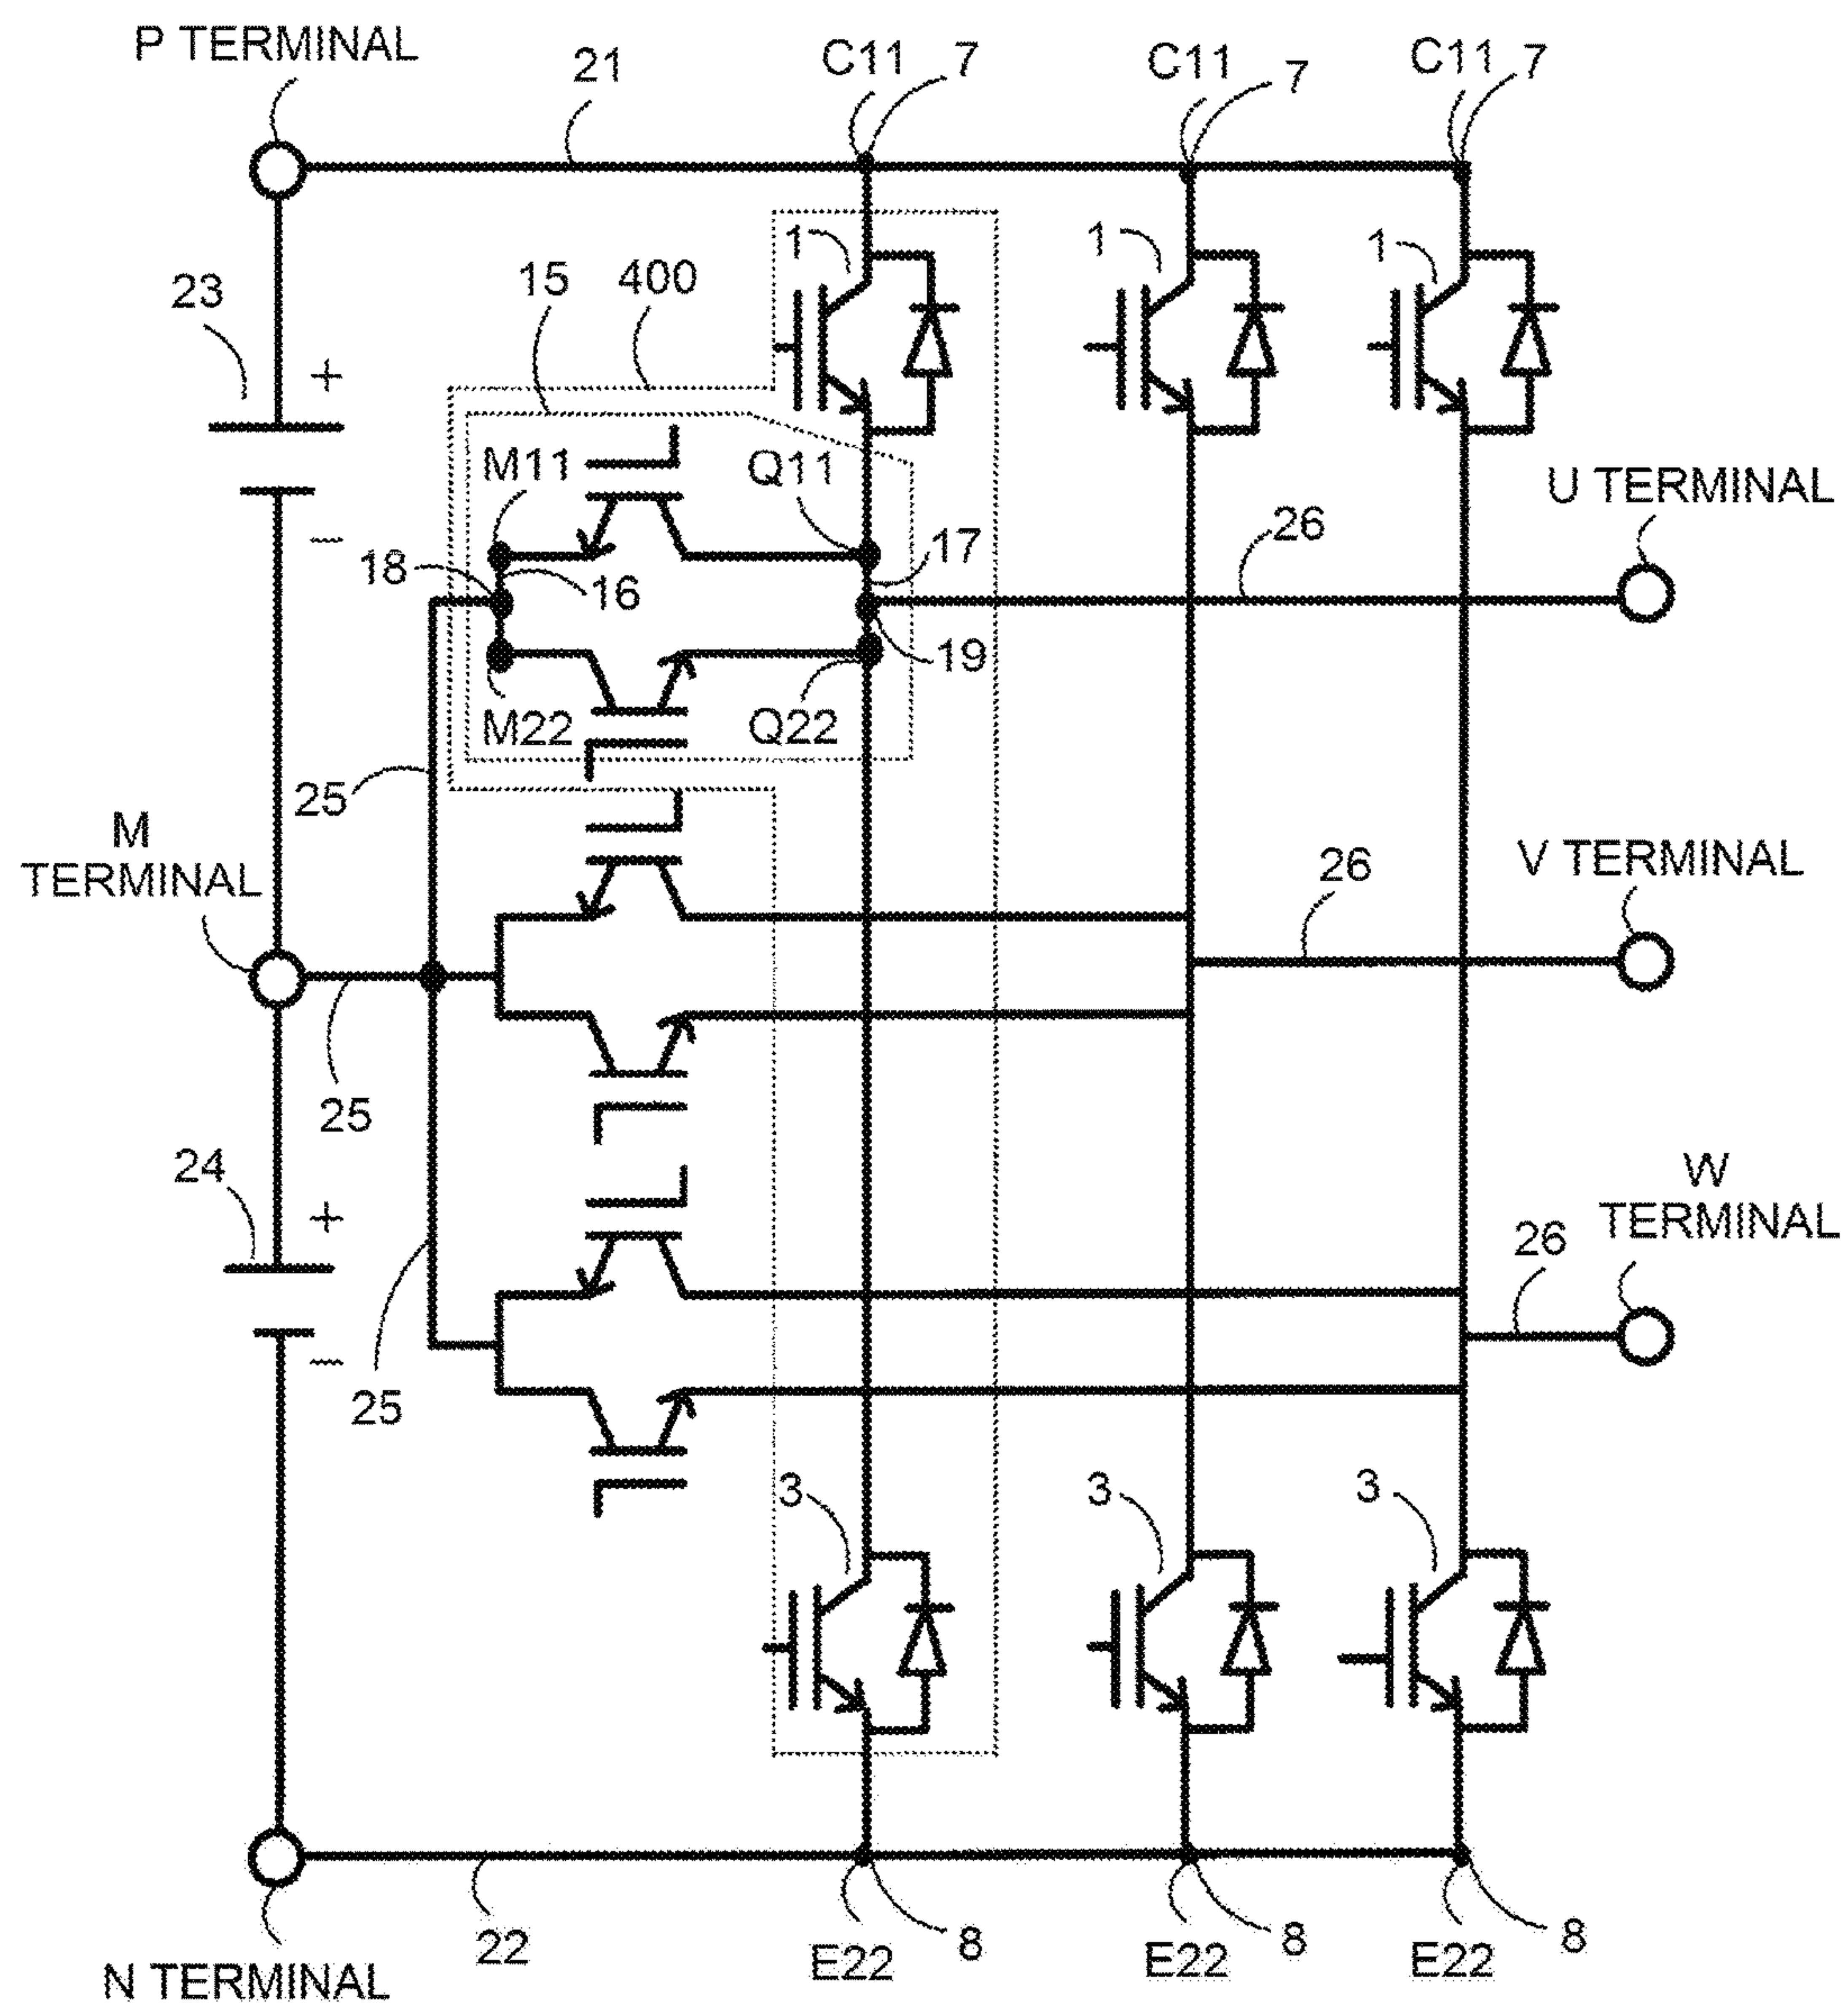 P TERMINAL
21
C11 7
C11 7
C11 7
1
1
1
15
400
23
+
−
M11
Q11
U TERMINAL
26
17
18
16
19
M22
Q22
25
M
TERMINAL
V TERMINAL
26
25
24
+
−
W
TERMINAL
26
25
3
3
3
22
E22
8
E22
8
E22
8
N TERMINAL